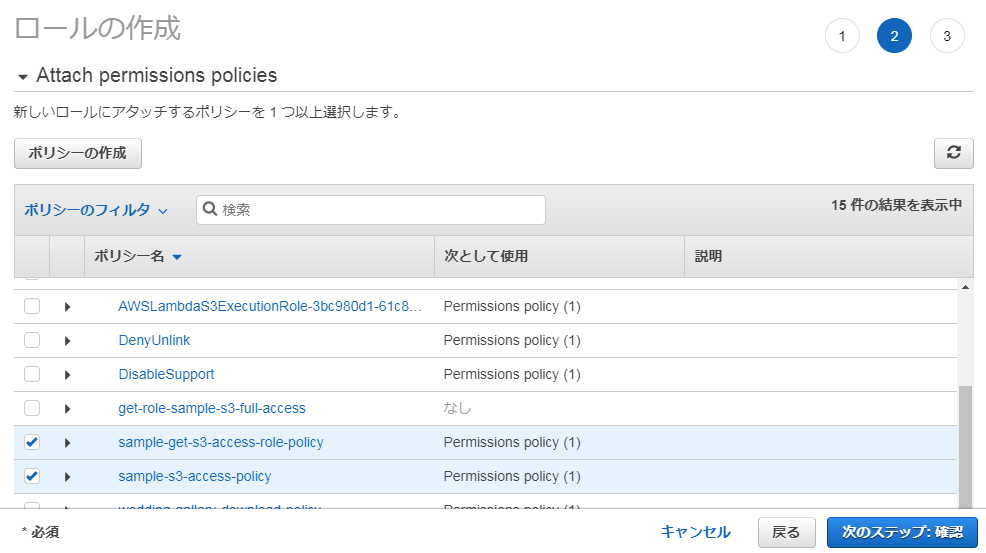 ロールの作成
1 2 3
Attach permissions policies
新しいロールにアタッチするポリシーを 1 つ以上選択します。
ポリシーの作成
ポリシーのフィルタ 検索 15 件の結果を表示中
ポリシー名 次として使用 説明
AWSLambdaS3ExecutionRole-3bc980d1-61c8... Permissions policy (1)
DenyUnlink Permissions policy (1)
DisableSupport Permissions policy (1)
get-role-sample-s3-full-access なし
sample-get-s3-access-role-policy Permissions policy (1)
sample-s3-access-policy Permissions policy (1)
wedding-gallery-download-policy
* 必須 キャンセル 戻る 次のステップ: 確認